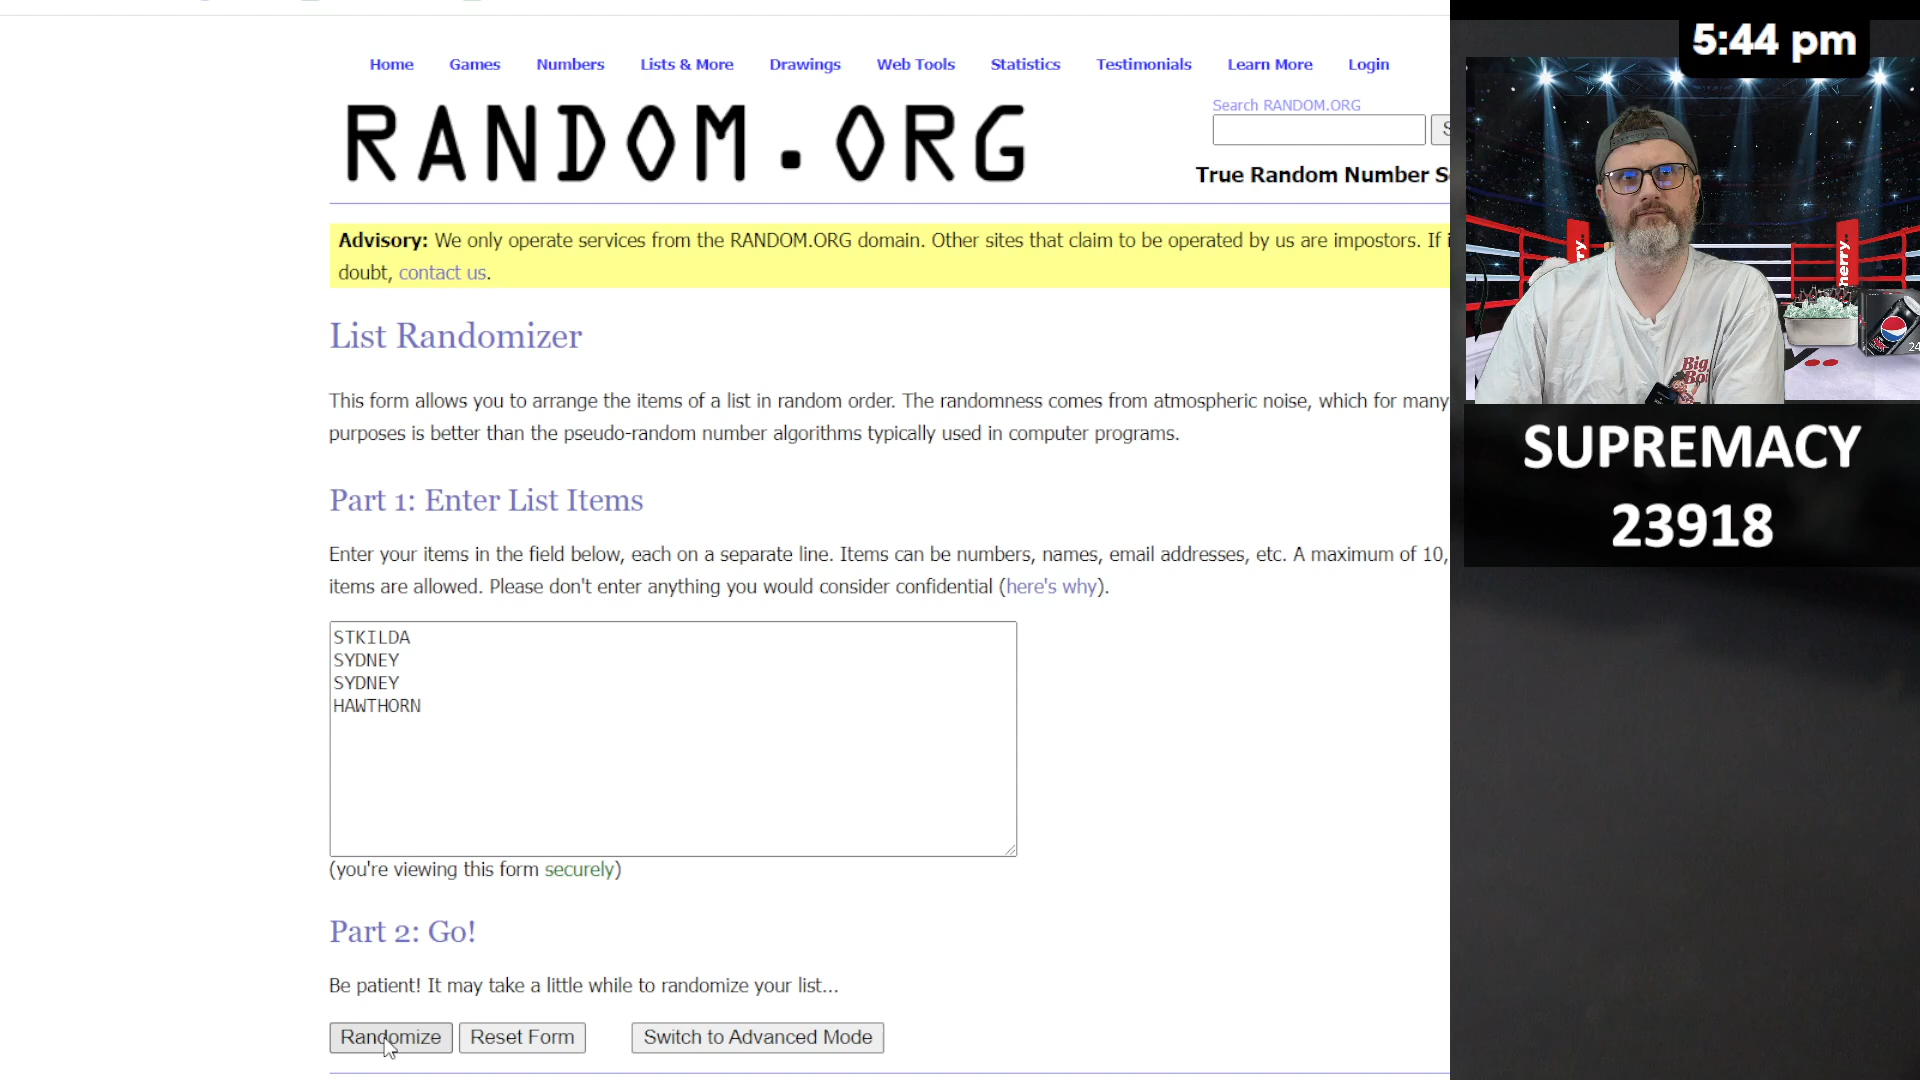 Home Games Numbers Lists & More Drawings Web Tools Statistics Testimonials Learn More Login
RANDOM.ORG
Search RANDOM.ORG
S
True Random Number S
Advisory: We only operate services from the RANDOM.ORG domain. Other sites that claim to be operated by us are impostors. If i
doubt, contact us.
List Randomizer
This form allows you to arrange the items of a list in random order. The randomness comes from atmospheric noise, which for many
purposes is better than the pseudo-random number algorithms typically used in computer programs.
Part 1: Enter List Items
Enter your items in the field below, each on a separate line. Items can be numbers, names, email addresses, etc. A maximum of 10,
items are allowed. Please don't enter anything you would consider confidential (here's why).
STKILDA
SYDNEY
SYDNEY
HAWTHORN
(you're viewing this form securely)
Part 2: Go!
Be patient! It may take a little while to randomize your list...
Randomize Reset Form Switch to Advanced Mode
5:44 pm
ry.
herry.
Big
Boi
24
SUPREMACY
23918